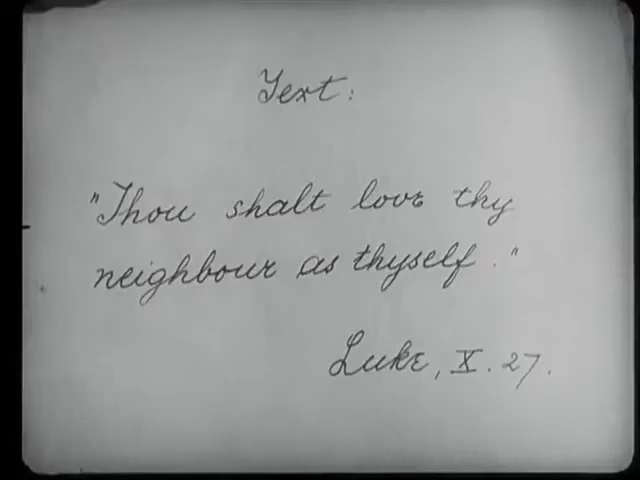 Text:
"Thou shalt love thy
neighbour as thyself."
Luke, X. 27.